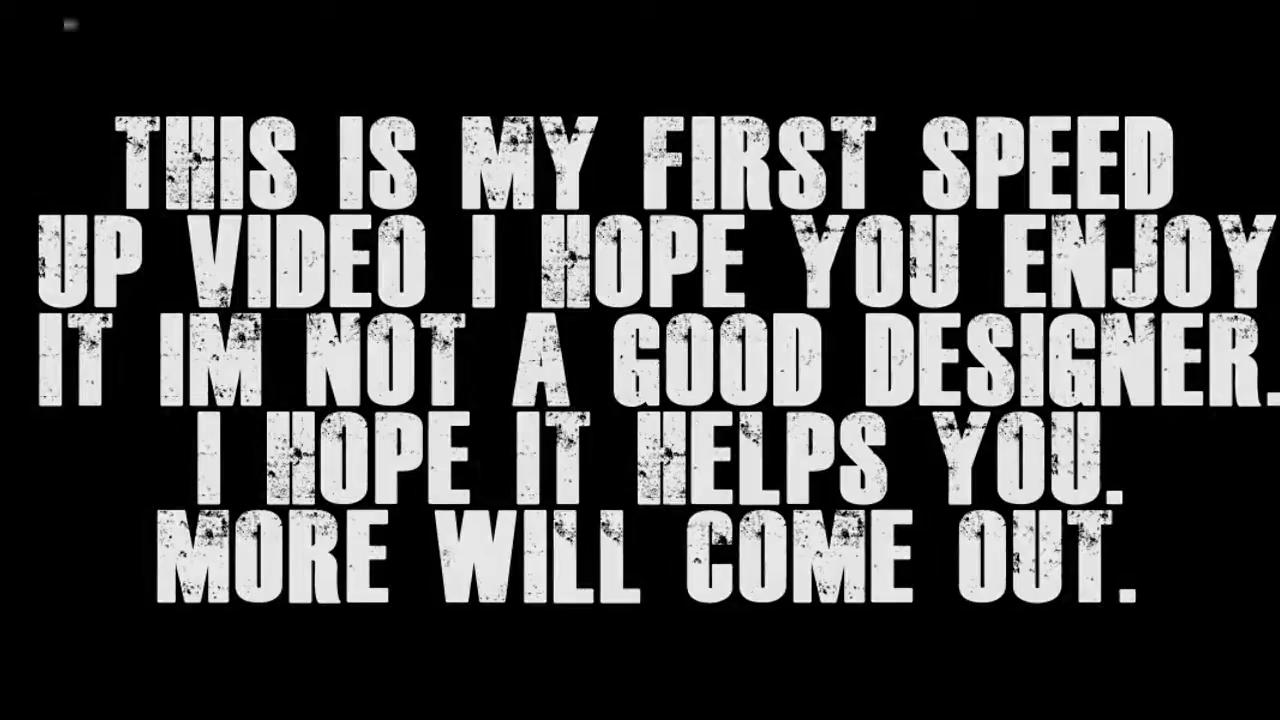 THIS IS MY FIRST SPEED
UP VIDEO I HOPE YOU ENJOY
IT IM NOT A GOOD DESIGNER.
I HOPE IT HELPS YOU.
MORE WILL COME OUT.